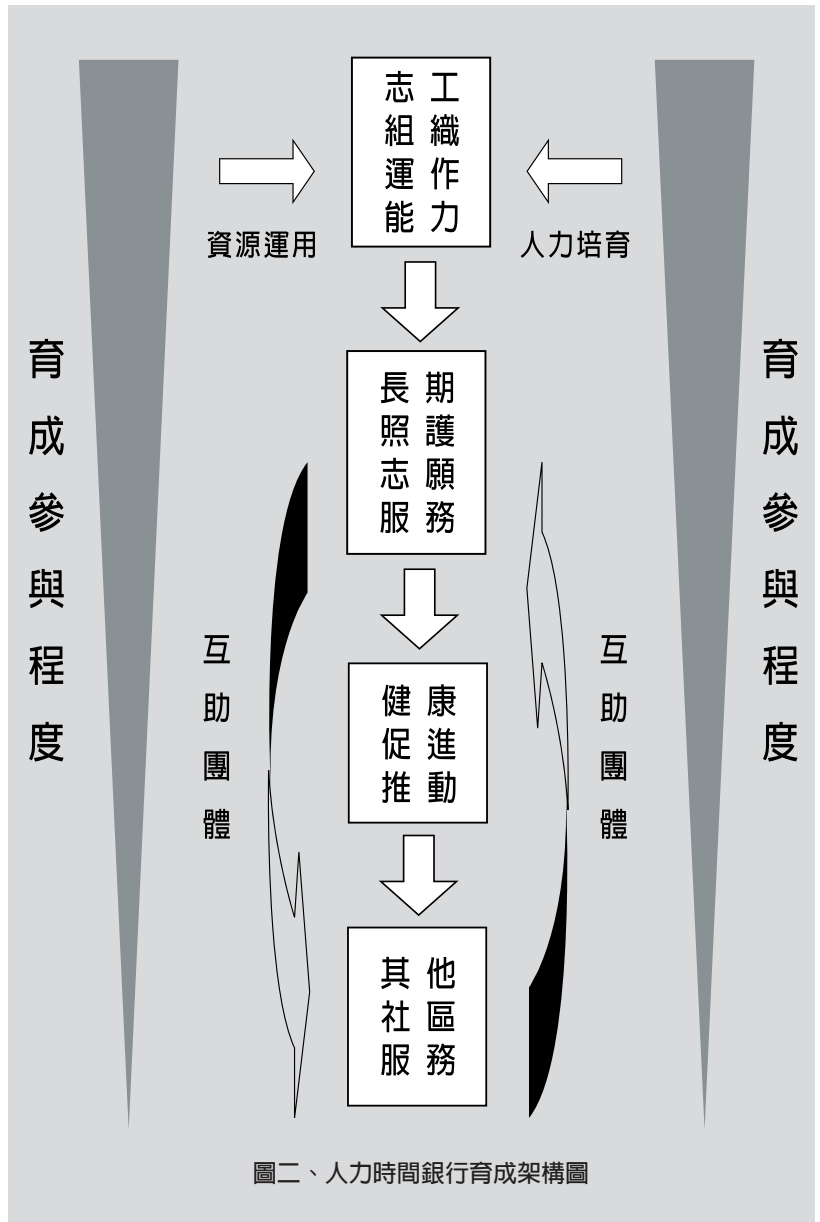 志工
組織
運作
能力
資源運用
人力培育
長期
照護
志願
服務
育成參與程度
育成參與程度
互助團體
互助團體
健康
促進
推動
其他
社區
服務
圖二、人力時間銀行育成架構圖